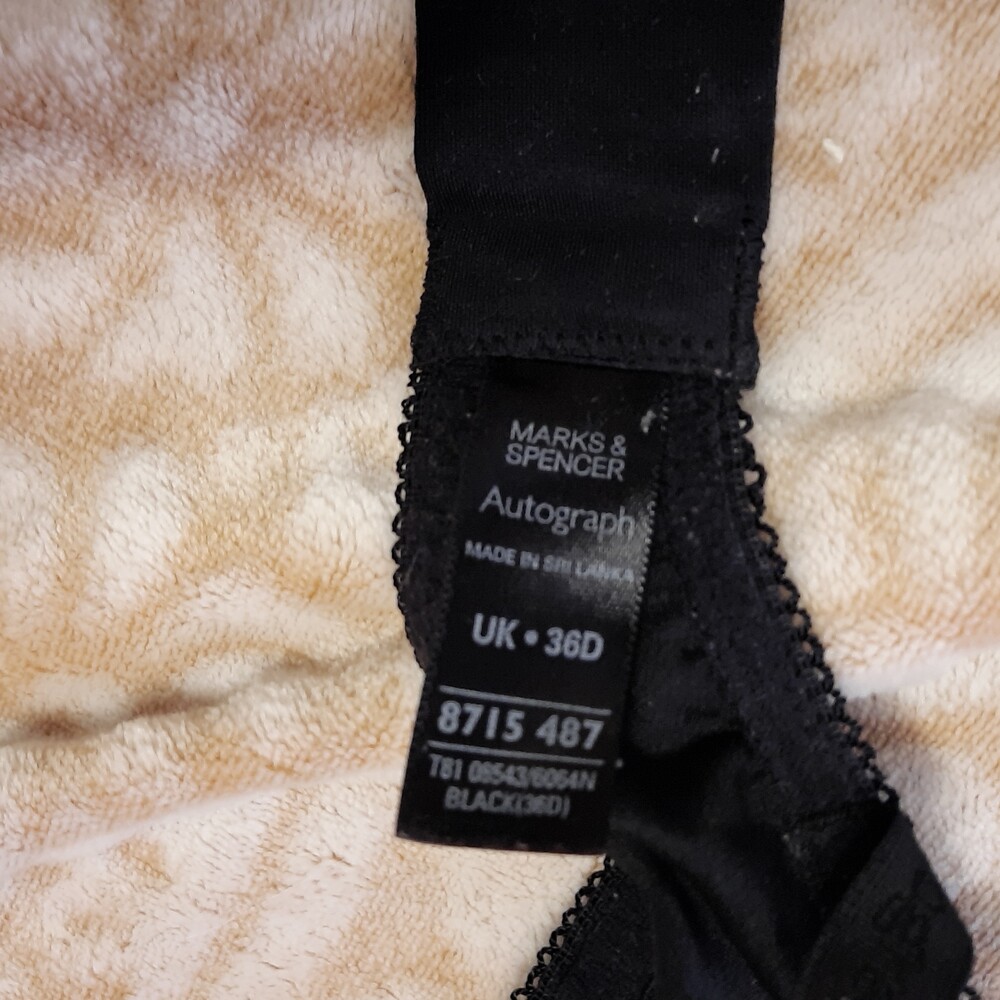 MARKS &
SPENCER
Autograph
MADE IN SRI LANKA
UK • 36D
8715 487
T81 08543/6064N
BLACK(36D)